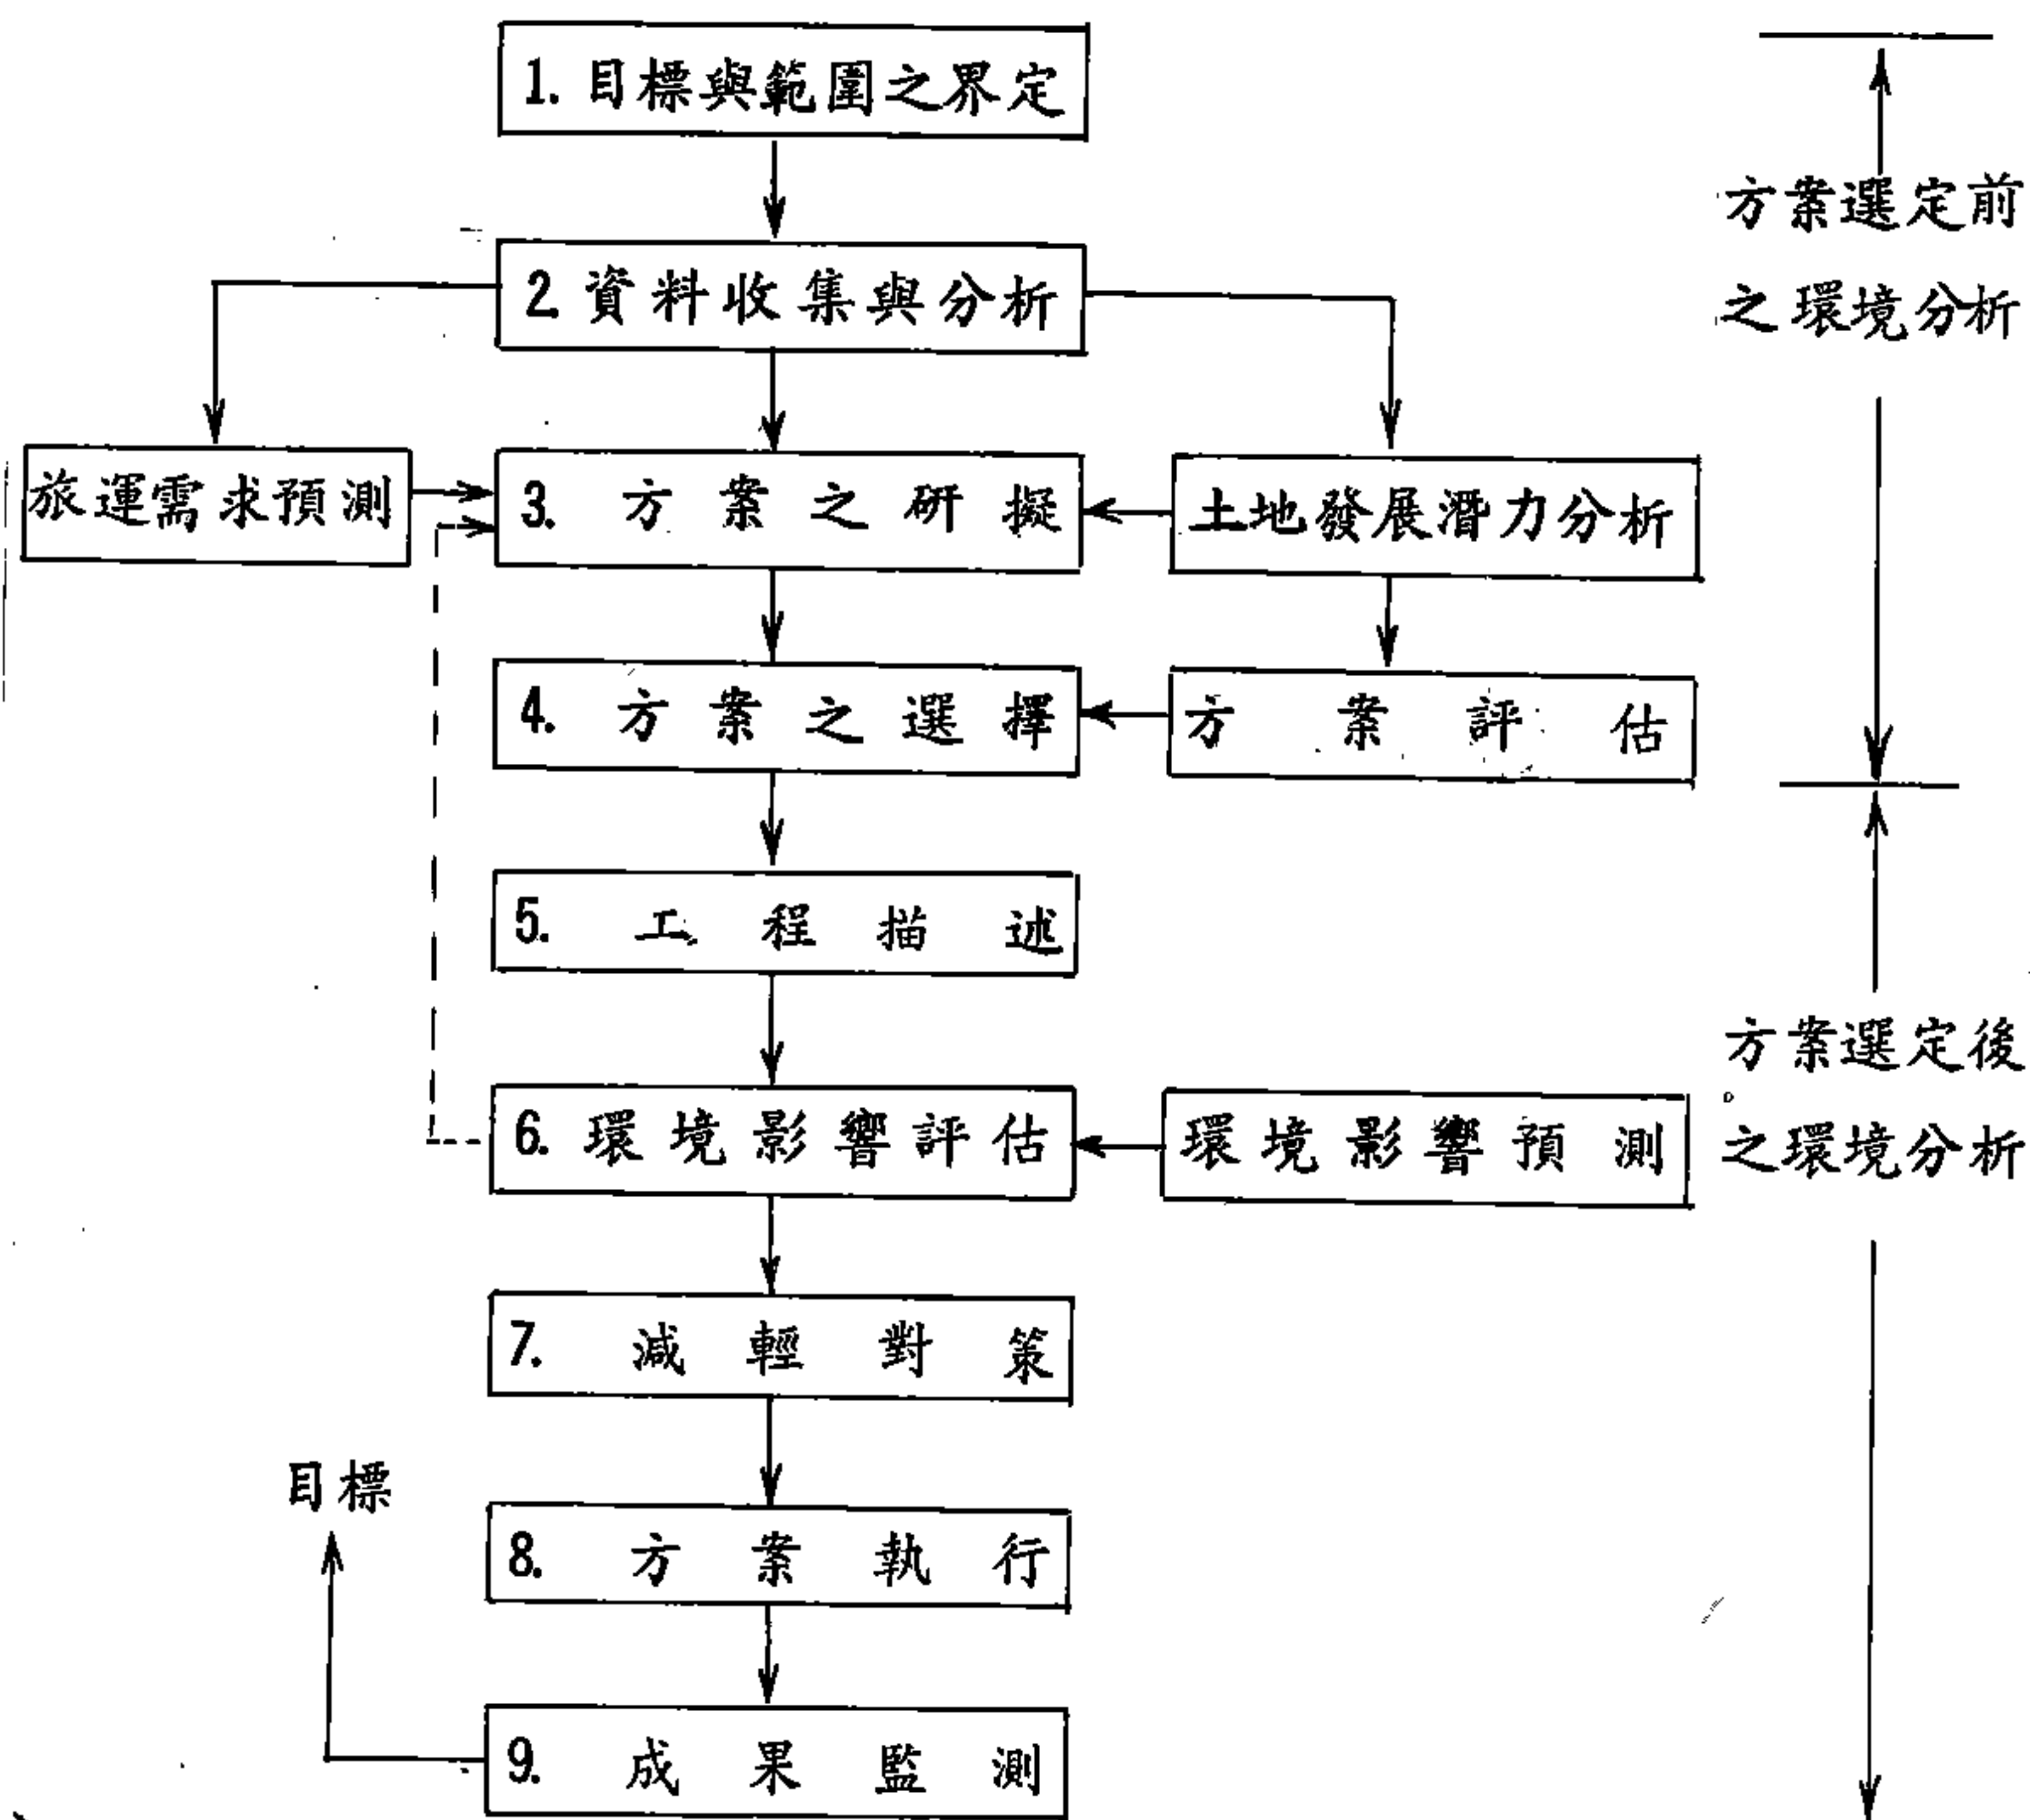 1. 目標與範圍之界定
方案選定前
之環境分析
2. 資料收集與分析
旅運需求預測
3. 方案之研擬
土地發展潛力分析
4. 方案之選擇
方案評估
5. 工程描述
方案選定後
之環境分析
6. 環境影響評估
環境影響預測
7. 減輕對策
目標
8. 方案執行
9. 成果監測